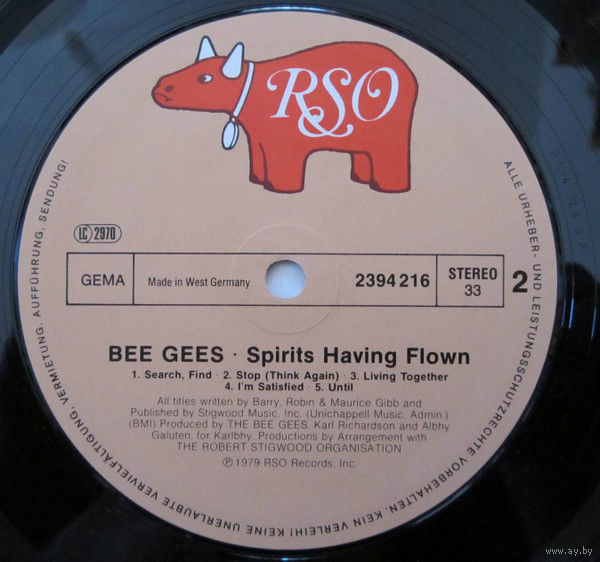 RSO
LC 2970
GEMA
Made in West Germany
2394 216
STEREO
33
2
BEE GEES · Spirits Having Flown
1. Search, Find · 2. Stop (Think Again) · 3. Living Together
4. I'm Satisfied · 5. Until
All titles written by Barry, Robin & Maurice Gibb and
Published by Stigwood Music, Inc. (Unichappell Music, Admin.)
(BMI) Produced by THE BEE GEES, Karl Richardson and Albhy
Galuten, for Karlbhy. Productions by Arrangement with
THE ROBERT STIGWOOD ORGANISATION
℗ 1979 RSO Records, Inc.
ALLE URHEBER- UND LEISTUNGSSCHUTZRECHTE VORBEHALTEN. KEIN VERLEIH! KEINE UNERLAUBTE VERVIELFÄLTIGUNG, VERMIETUNG, AUFFÜHRUNG, SENDUNG!
www.ay.by